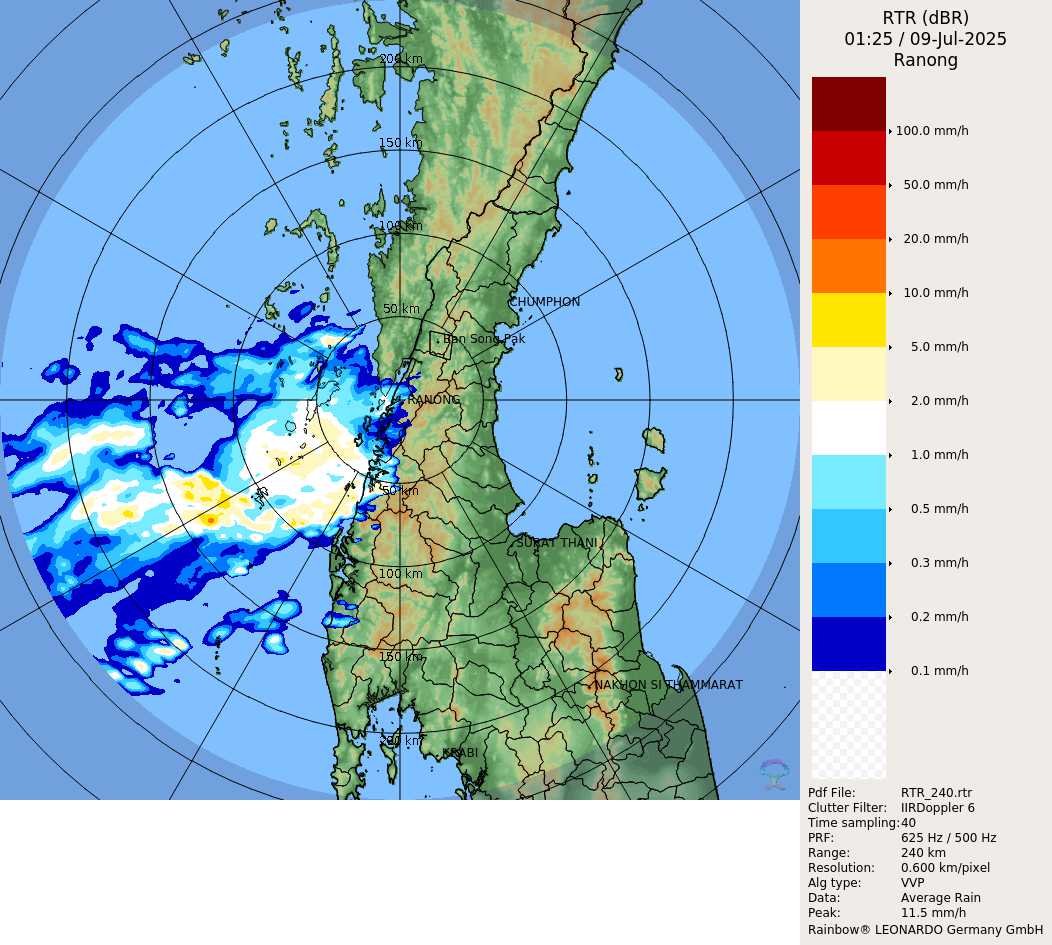 RTR (dBR)
01:25 / 09-Jul-2025
Ranong
200 km
150 km
100 km
50 km
CHUMPHON
Ban Song Pak
RANONG
50 km
SURAT THANI
100 km
150 km
NAKHON SI THAMMARAT
200 km
KRABI
100.0 mm/h
50.0 mm/h
20.0 mm/h
10.0 mm/h
5.0 mm/h
2.0 mm/h
1.0 mm/h
0.5 mm/h
0.3 mm/h
0.2 mm/h
0.1 mm/h
Pdf File: RTR_240.rtr
Clutter Filter: IIRDoppler 6
Time sampling:40
PRF: 625 Hz / 500 Hz
Range: 240 km
Resolution: 0.600 km/pixel
Alg type: VVP
Data: Average Rain
Peak: 11.5 mm/h
Rainbow® LEONARDO Germany GmbH